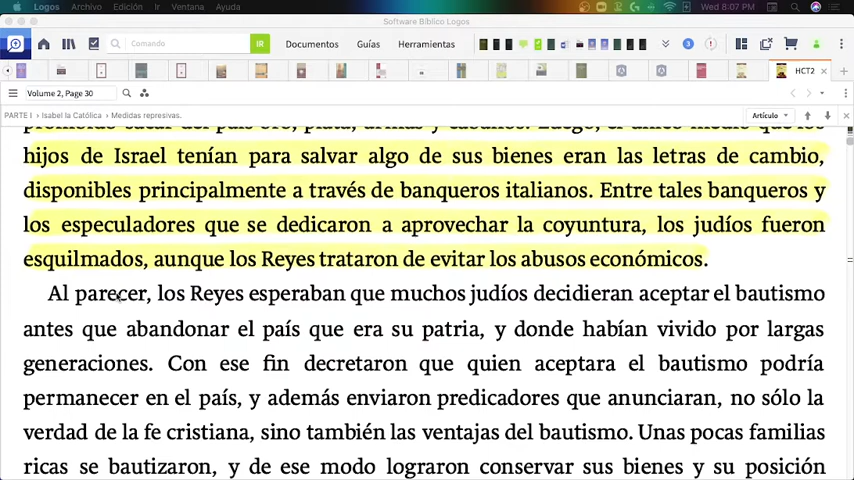 Logos Archivo Edición Ir Ventana Ayuda Wed 8:07 PM
Software Bíblico Logos
Comando IR Documentos Guías Herramientas 3
HCT2
Volume 2, Page 30
PARTE I › Isabel la Católica › Medidas represivas. Artículo
hijos de Israel tenían para salvar algo de sus bienes eran las letras de cambio,
disponibles principalmente a través de banqueros italianos. Entre tales banqueros y
los especuladores que se dedicaron a aprovechar la coyuntura, los judíos fueron
esquilmados, aunque los Reyes trataron de evitar los abusos económicos.
Al parecer, los Reyes esperaban que muchos judíos decidieran aceptar el bautismo
antes que abandonar el país que era su patria, y donde habían vivido por largas
generaciones. Con ese fin decretaron que quien aceptara el bautismo podría
permanecer en el país, y además enviaron predicadores que anunciaran, no sólo la
verdad de la fe cristiana, sino también las ventajas del bautismo. Unas pocas familias
ricas se bautizaron, y de ese modo lograron conservar sus bienes y su posición